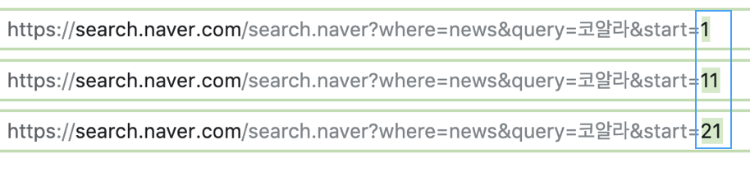 https://search.naver.com/search.naver?where=news&query=코알라&start=1
https://search.naver.com/search.naver?where=news&query=코알라&start=11
https://search.naver.com/search.naver?where=news&query=코알라&start=21